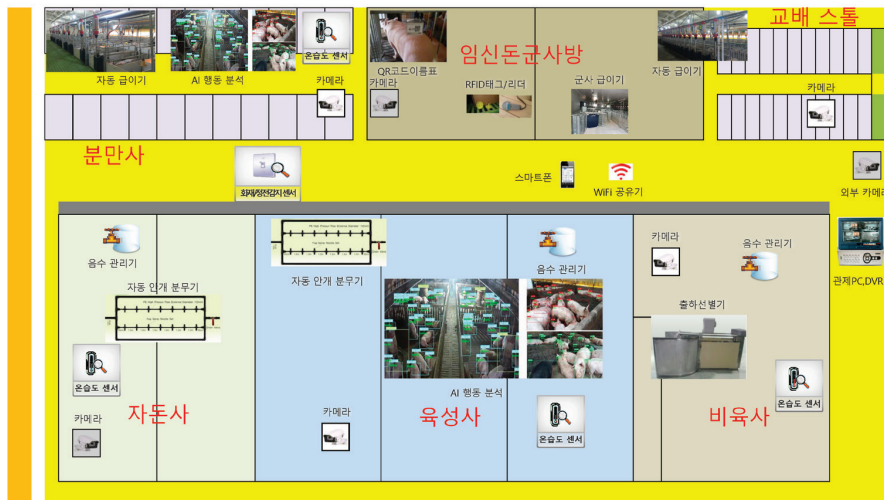 교배 스톨
임신돈군사방
온습도 센서
자동 급이기
AI 행동 분석
카메라
QR코드이름표
카메라
RFID태그/리더
군사 급이기
자동 급이기
카메라
분만사
화재/정전감지 센서
스마트폰
WiFi 공유기
외부 카메라
음수 관리기
자동 안개 분무기
온습도 센서
카메라
자돈사
자동 안개 분무기
음수 관리기
AI 행동 분석
카메라
육성사
온습도 센서
카메라
음수 관리기
관제PC,DVR
출하선별기
온습도 센서
비육사